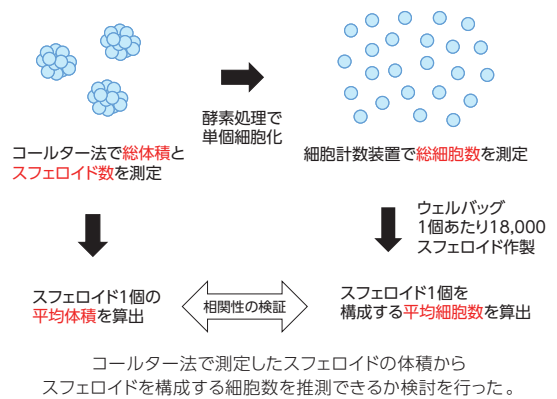 酵素処理で
単個細胞化
コールター法で総体積と
スフェロイド数を測定
細胞計数装置で総細胞数を測定
ウェルバッグ
1個あたり18,000
スフェロイド作製
スフェロイド1個の
平均体積を算出
相関性の検証
スフェロイド1個を
構成する平均細胞数を算出
コールター法で測定したスフェロイドの体積から
スフェロイドを構成する細胞数を推測できるか検討を行った。